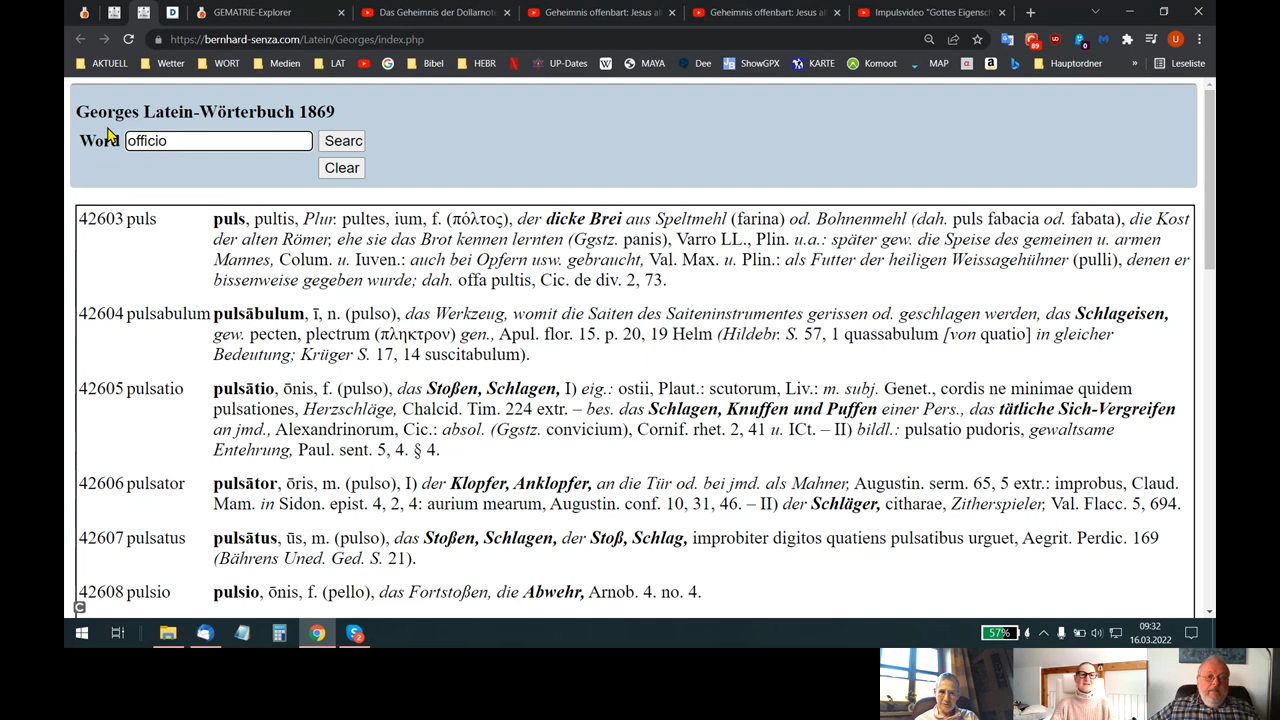 GEMATRIE-Explorer
Das Geheimnis der Dollarnot
Geheimnis offenbart: Jesus al
Geheimnis offenbart: Jesus al
Impulsvideo "Gottes Eigensch
https://bernhard-senza.com/Latein/Georges/index.php
AKTUELL Wetter WORT Medien LAT Bibel HEBR UP-Dates MAYA Dee ShowGPX KARTE Komoot MAP Hauptordner » Leseliste
Georges Latein-Wörterbuch 1869
Word officio Searc
Clear
42603 puls puls, pultis, Plur. pultes, ium, f. (πόλτος), der dicke Brei aus Speltmehl (farina) od. Bohnenmehl (dah. puls fabacia od. fabata), die Kost
der alten Römer, ehe sie das Brot kennen lernten (Ggstz. panis), Varro LL., Plin. u.a.: später gew. die Speise des gemeinen u. armen
Mannes, Colum. u. Iuven.: auch bei Opfern usw. gebraucht, Val. Max. u. Plin.: als Futter der heiligen Weissagehühner (pulli), denen er
bissenweise gegeben wurde; dah. offa pultis, Cic. de div. 2, 73.
42604 pulsabulum pulsābulum, ī, n. (pulso), das Werkzeug, womit die Saiten des Saiteninstrumentes gerissen od. geschlagen werden, das Schlageisen,
gew. pecten, plectrum (πληκτρον) gen., Apul. flor. 15. p. 20, 19 Helm (Hildebr. S. 57, 1 quassabulum [von quatio] in gleicher
Bedeutung; Krüger S. 17, 14 suscitabulum).
42605 pulsatio pulsātio, ōnis, f. (pulso), das Stoßen, Schlagen, I) eig.: ostii, Plaut.: scutorum, Liv.: m. subj. Genet., cordis ne minimae quidem
pulsationes, Herzschläge, Chalcid. Tim. 224 extr. – bes. das Schlagen, Knuffen und Puffen einer Pers., das tätliche Sich-Vergreifen
an jmd., Alexandrinorum, Cic.: absol. (Ggstz. convicium), Cornif. rhet. 2, 41 u. ICt. – II) bildl.: pulsatio pudoris, gewaltsame
Entehrung, Paul. sent. 5, 4. § 4.
42606 pulsator pulsātor, ōris, m. (pulso), I) der Klopfer, Anklopfer, an die Tür od. bei jmd. als Mahner, Augustin. serm. 65, 5 extr.: improbus, Claud.
Mam. in Sidon. epist. 4, 2, 4: aurium mearum, Augustin. conf. 10, 31, 46. – II) der Schläger, citharae, Zitherspieler, Val. Flacc. 5, 694.
42607 pulsatus pulsātus, ūs, m. (pulso), das Stoßen, Schlagen, der Stoß, Schlag, improbiter digitos quatiens pulsatibus urguet, Aegrit. Perdic. 169
(Bährens Uned. Ged. S. 21).
42608 pulsio pulsio, ōnis, f. (pello), das Fortstoßen, die Abwehr, Arnob. 4. no. 4.
57% 09:32
16.03.2022